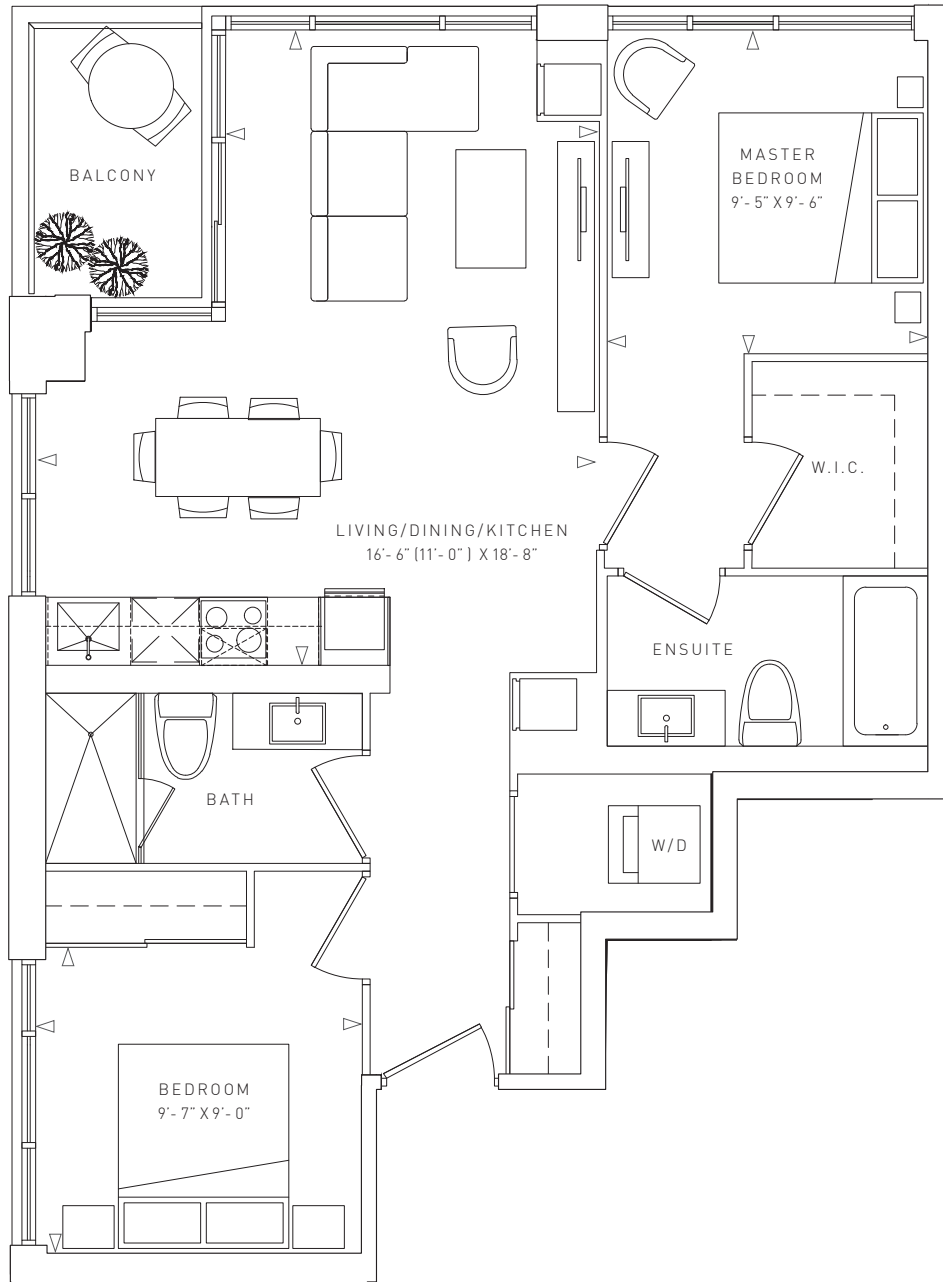 BALCONY
MASTER
BEDROOM
9'-5" X 9'-6"
W.I.C.
LIVING/DINING/KITCHEN
16'-6" (11'-0") X 18'-8"
ENSUITE
BATH
W/D
BEDROOM
9'-7" X 9'-0"